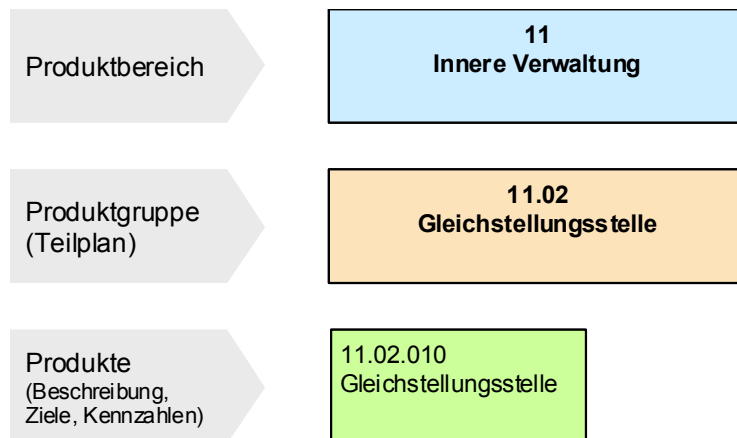 Produktbereich
11
Innere Verwaltung
Produktgruppe
(Teilplan)
11.02
Gleichstellungsstelle
Produkte
(Beschreibung,
Ziele, Kennzahlen)
11.02.010
Gleichstellungsstelle